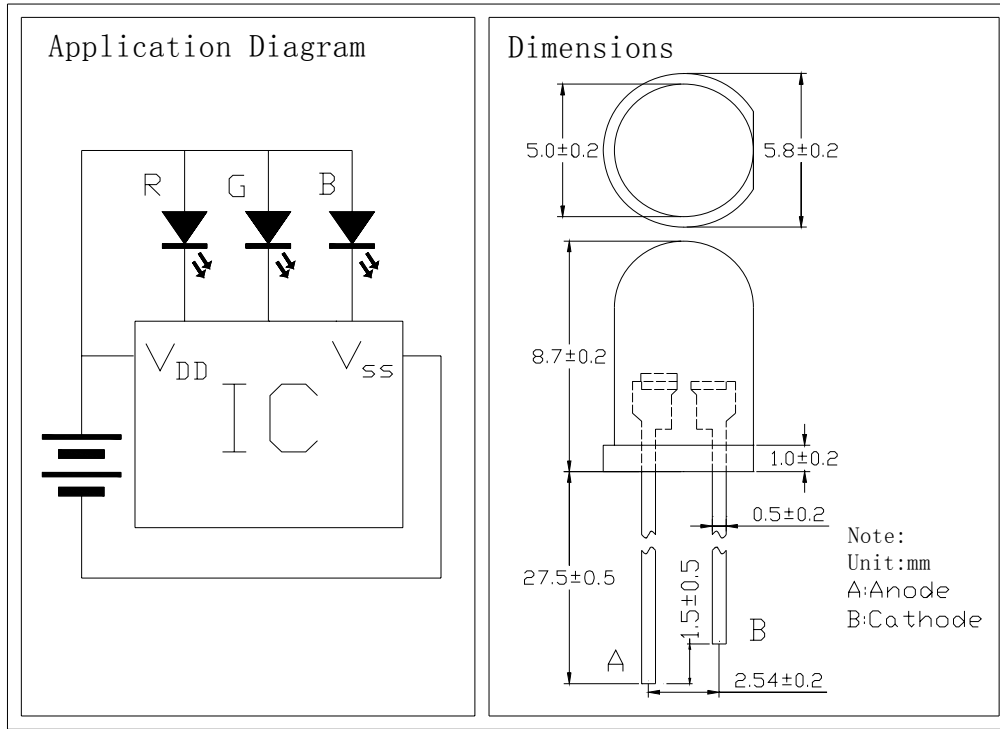 Application Diagram
R G B
VDD VSS
IC
Dimensions
5.0±0.2 5.8±0.2
8.7±0.2
1.0±0.2
0.5±0.2
27.5±0.5
1.5±0.5
A B
2.54±0.2
Note:
Unit:mm
A:Anode
B:Cathode